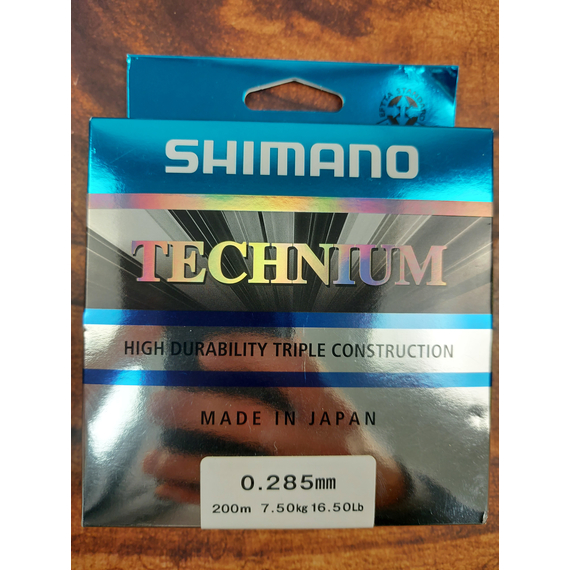 SHIMANO
TECHNIUM
HIGH DURABILITY TRIPLE CONSTRUCTION
MADE IN JAPAN
0.285mm
200m 7.50kg 16.50Lb